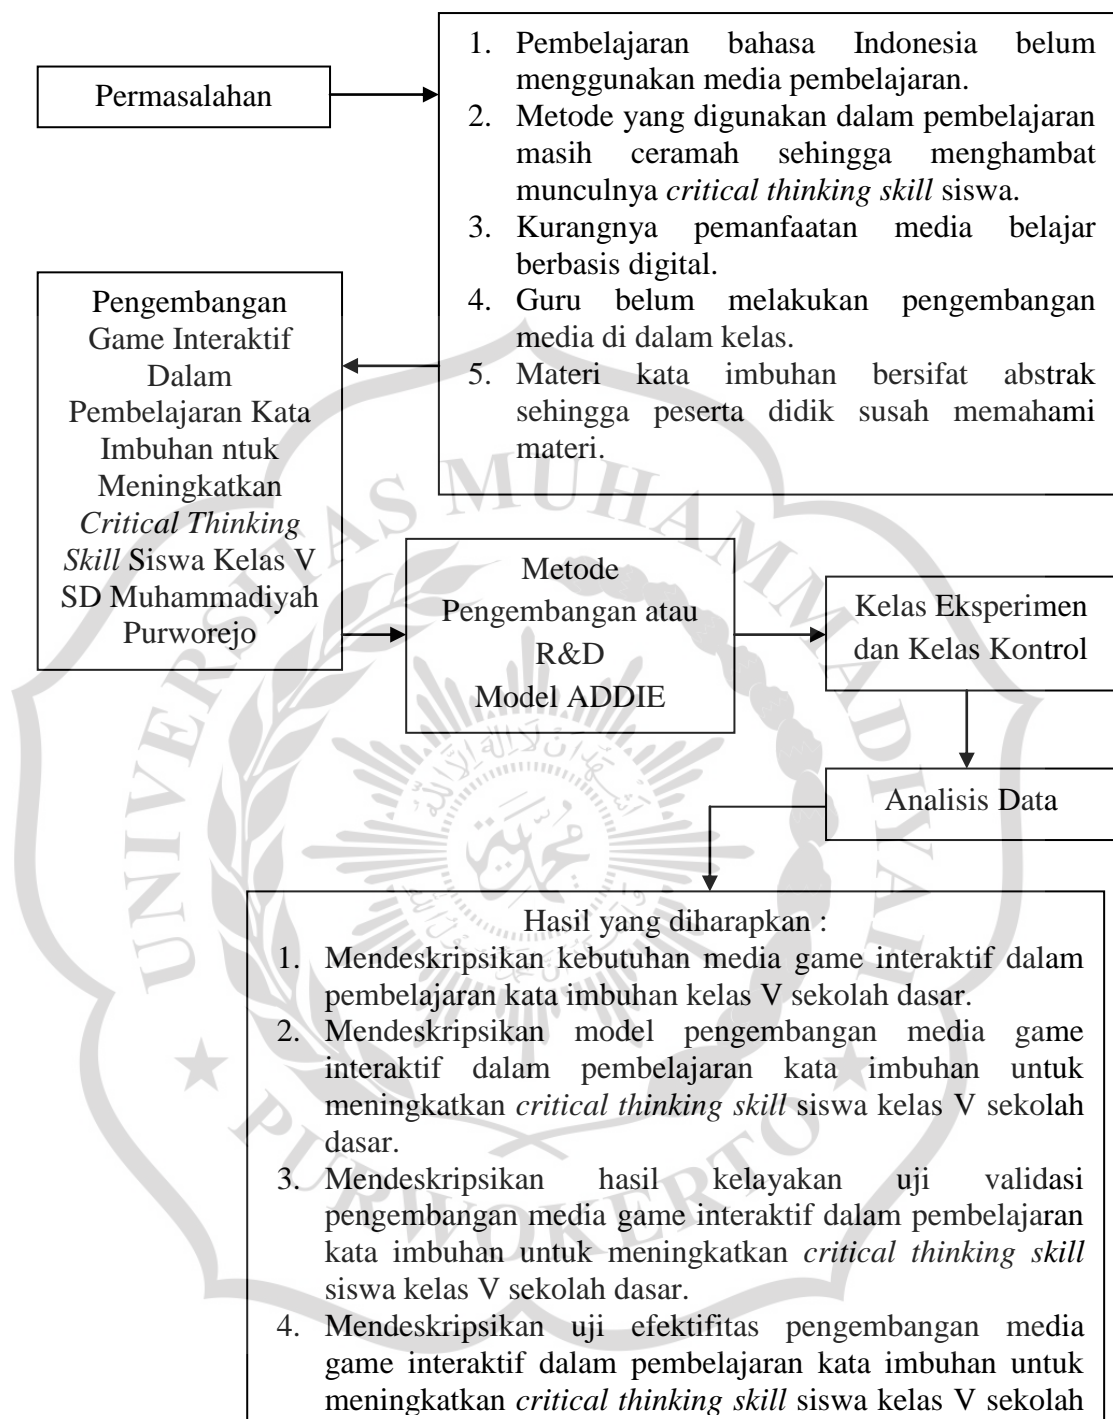 Permasalahan
1. Pembelajaran bahasa Indonesia belum
menggunakan media pembelajaran.
2. Metode yang digunakan dalam pembelajaran
masih ceramah sehingga menghambat
munculnya critical thinking skill siswa.
3. Kurangnya pemanfaatan media belajar
berbasis digital.
4. Guru belum melakukan pengembangan
media di dalam kelas.
5. Materi kata imbuhan bersifat abstrak
sehingga peserta didik susah memahami
materi.
Pengembangan
Game Interaktif
Dalam
Pembelajaran Kata
Imbuhan ntuk
Meningkatkan
Critical Thinking
Skill Siswa Kelas V
SD Muhammadiyah
Purworejo
Metode
Pengembangan atau
R&D
Model ADDIE
Kelas Eksperimen
dan Kelas Kontrol
Analisis Data
Hasil yang diharapkan :
1. Mendeskripsikan kebutuhan media game interaktif dalam
pembelajaran kata imbuhan kelas V sekolah dasar.
2. Mendeskripsikan model pengembangan media game
interaktif dalam pembelajaran kata imbuhan untuk
meningkatkan critical thinking skill siswa kelas V sekolah
dasar.
3. Mendeskripsikan hasil kelayakan uji validasi
pengembangan media game interaktif dalam pembelajaran
kata imbuhan untuk meningkatkan critical thinking skill
siswa kelas V sekolah dasar.
4. Mendeskripsikan uji efektifitas pengembangan media
game interaktif dalam pembelajaran kata imbuhan untuk
meningkatkan critical thinking skill siswa kelas V sekolah
UNIVERSITAS MUHAMMADIYAH
PURWOKERTO